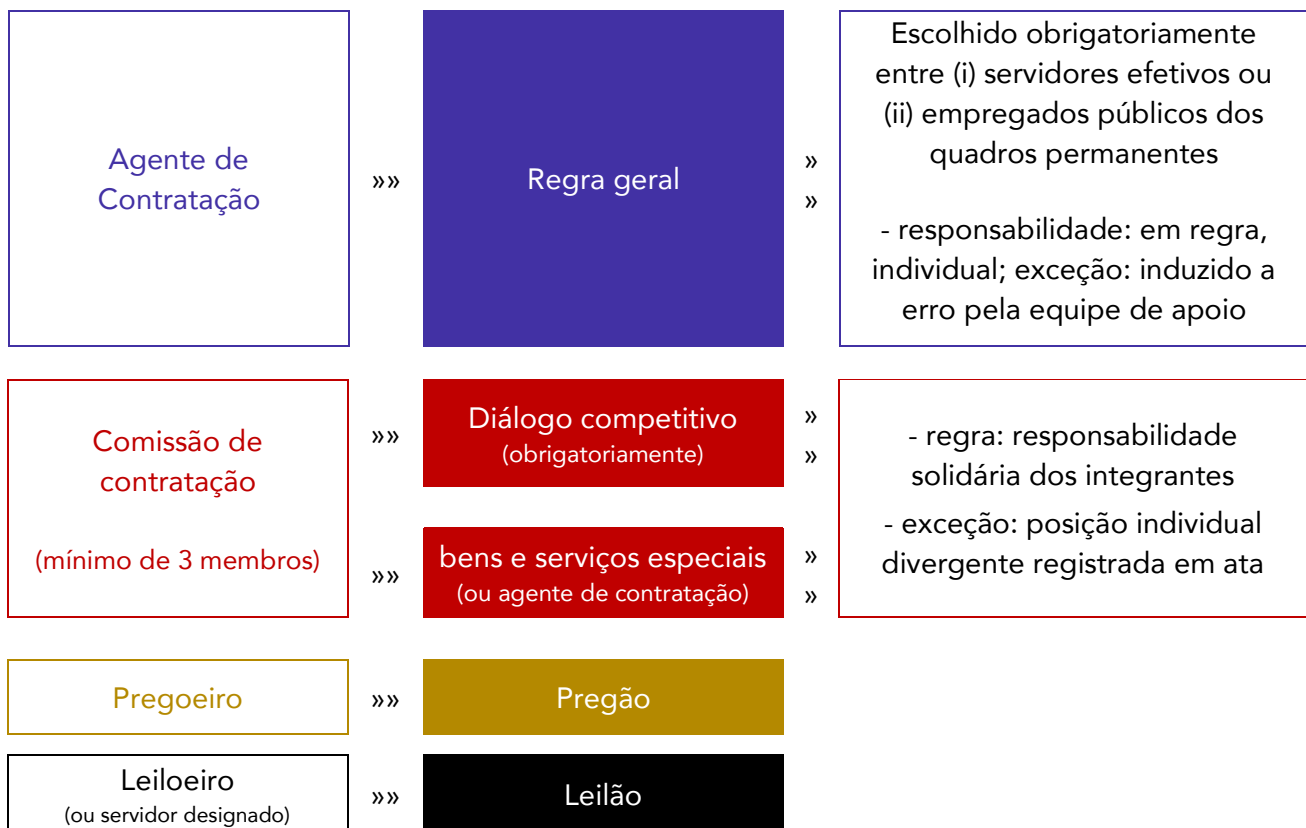 Agente de
Contratação
»»
Regra geral
»
»
Escolhido obrigatoriamente
entre (i) servidores efetivos ou
(ii) empregados públicos dos
quadros permanentes
- responsabilidade: em regra,
individual; exceção: induzido a
erro pela equipe de apoio
Comissão de
contratação
(mínimo de 3 membros)
»»
Diálogo competitivo
(obrigatoriamente)
»
»
»»
bens e serviços especiais
(ou agente de contratação)
»
»
- regra: responsabilidade
solidária dos integrantes
- exceção: posição individual
divergente registrada em ata
Pregoeiro
»»
Pregão
Leiloeiro
(ou servidor designado)
»»
Leilão